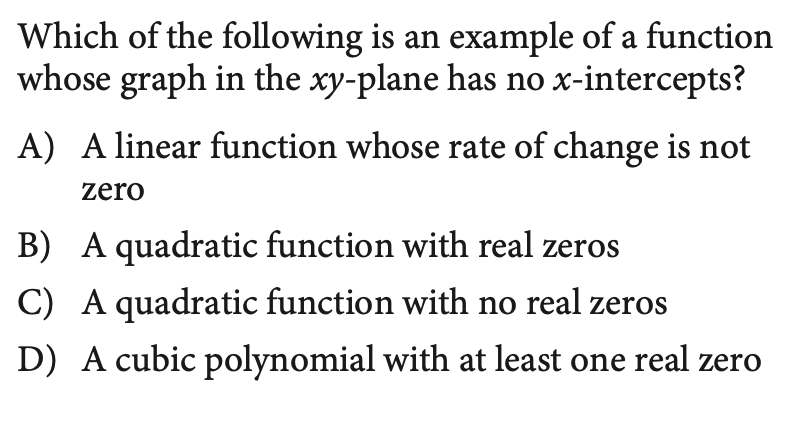 Which of the following is an example of a function
whose graph in the xy-plane has no x-intercepts?
A) A linear function whose rate of change is not
zero
B) A quadratic function with real zeros
C) A quadratic function with no real zeros
D) A cubic polynomial with at least one real zero